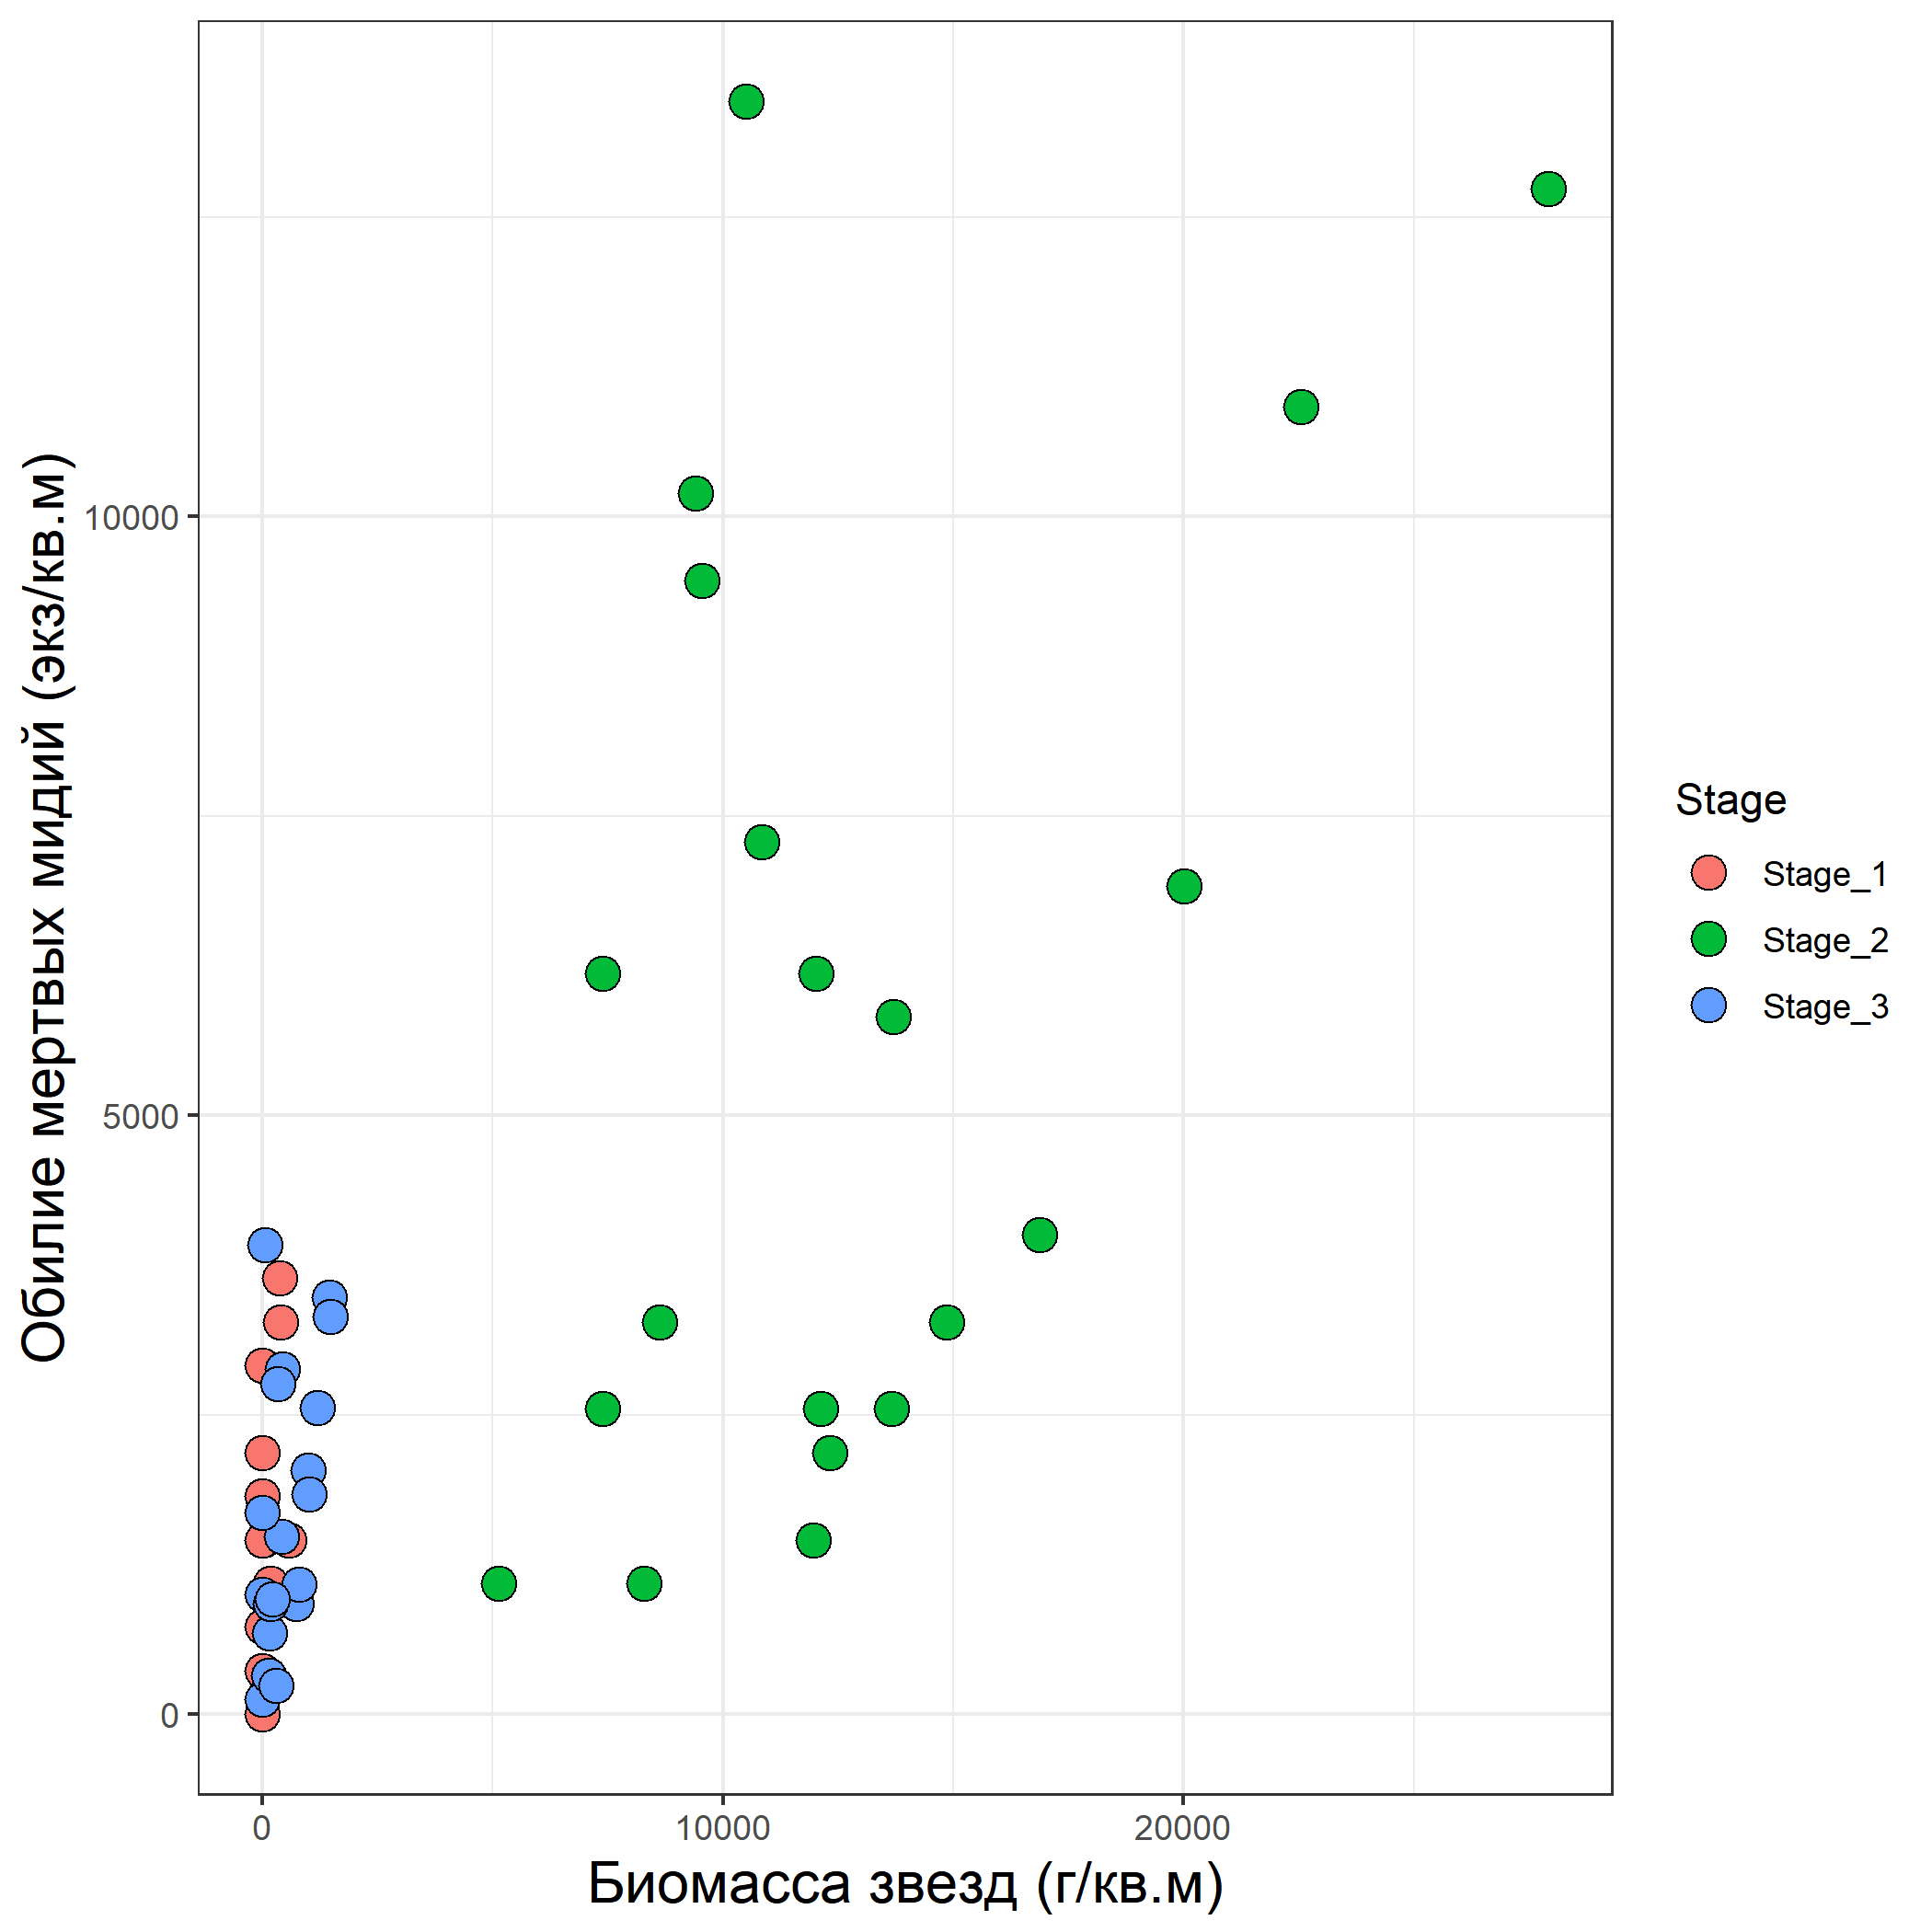 Обилие мертвых мидий (экз/кв.м)
10000
5000
0
0
10000
20000
Биомасса звезд (г/кв.м)
Stage
Stage_1
Stage_2
Stage_3